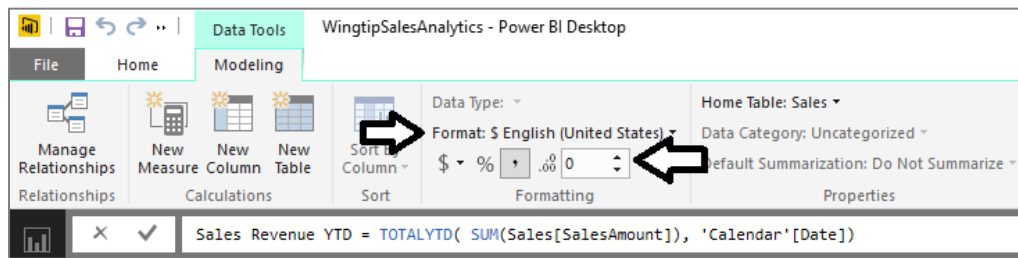 Data Tools WingtipSalesAnalytics - Power BI Desktop
File Home Modeling
Manage Relationships
New Measure
New Column
New Table
Sort By Column
Data Type:
Format: $ English (United States)
$ % , .00 0
Home Table: Sales
Data Category: Uncategorized
Default Summarization: Do Not Summarize
Relationships Calculations Sort Formatting Properties
Sales Revenue YTD = TOTALYTD( SUM(Sales[SalesAmount]), 'Calendar'[Date])